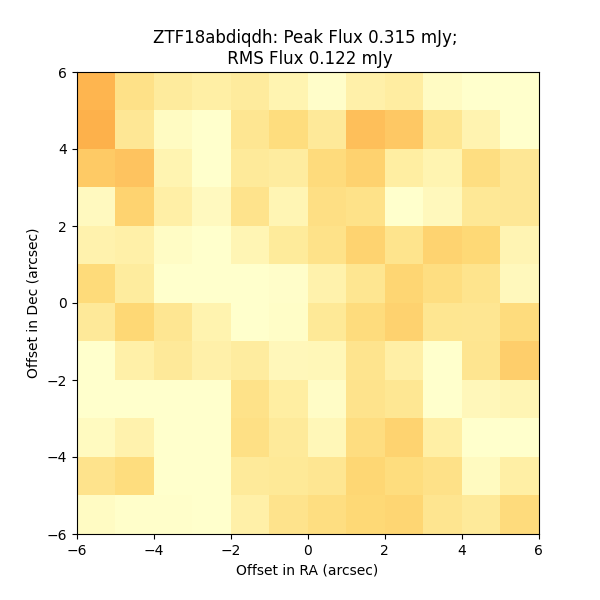 ZTF18abdiqdh: Peak Flux 0.315 mJy;
RMS Flux 0.122 mJy
6
4
2
0
−2
−4
−6
Offset in Dec (arcsec)
−6 −4 −2 0 2 4 6
Offset in RA (arcsec)